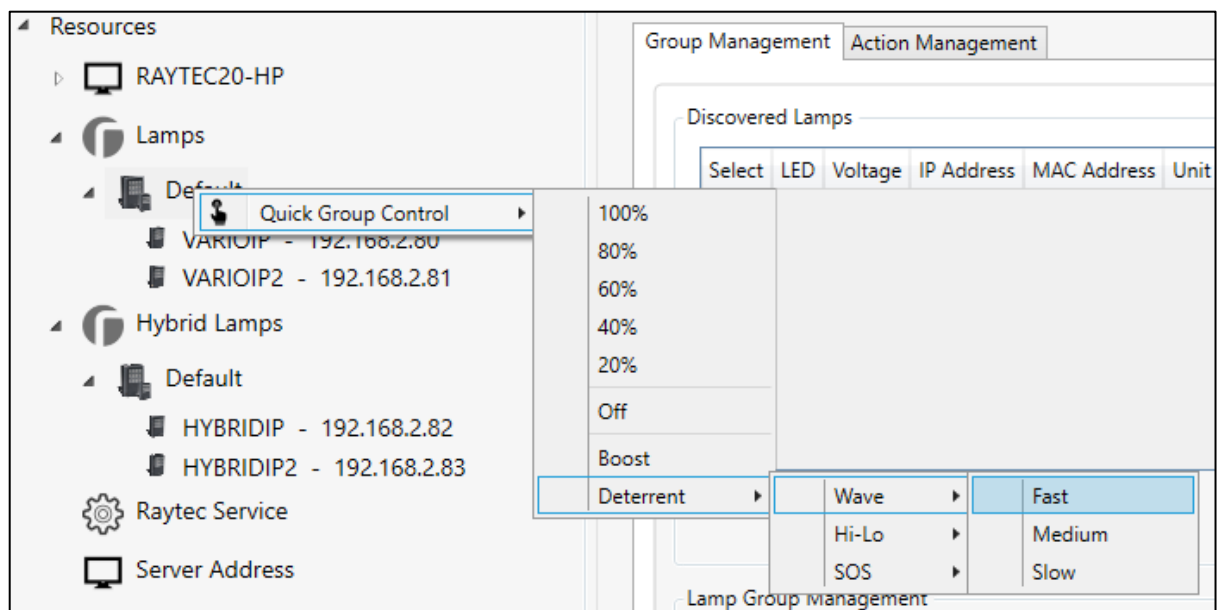 Resources
RAYTEC20-HP
Lamps
Default
VARIOIP - 192.168.2.80
VARIOIP2 - 192.168.2.81
Hybrid Lamps
Default
HYBRIDIP - 192.168.2.82
HYBRIDIP2 - 192.168.2.83
Raytec Service
Server Address
Quick Group Control
100%
80%
60%
40%
20%
Off
Boost
Deterrent
Wave
Hi-Lo
SOS
Fast
Medium
Slow
Group Management Action Management
Discovered Lamps
Select LED Voltage IP Address MAC Address Unit
Lamp Group Management